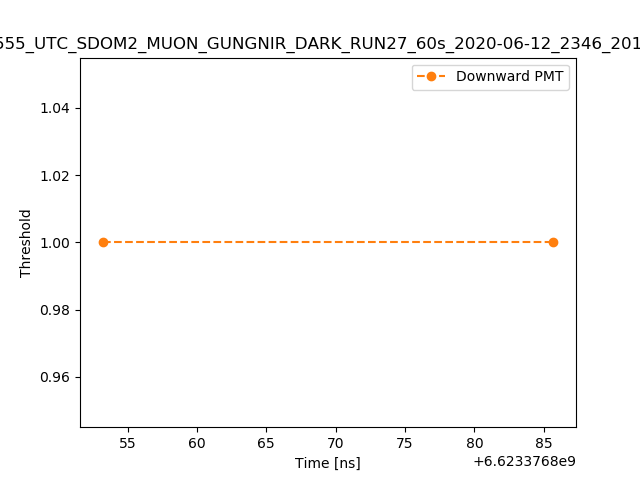 555_UTC_SDOM2_MUON_GUNGNIR_DARK_RUN27_60s_2020-06-12_2346_201
Downward PMT
1.04
1.02
1.00
0.98
0.96
Threshold
55 60 65 70 75 80 85
+6.6233768e9
Time [ns]